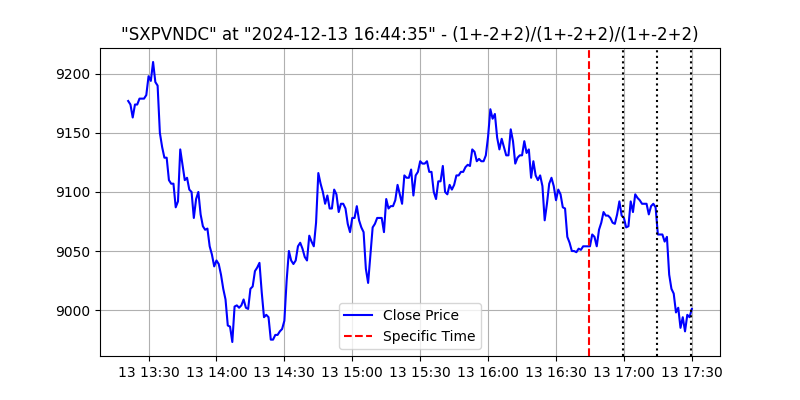 "SXPVNDC" at "2024-12-13 16:44:35" - (1+-2+2)/(1+-2+2)/(1+-2+2)
9200
9150
9100
9050
9000
Close Price
Specific Time
13 13:30 13 14:00 13 14:30 13 15:00 13 15:30 13 16:00 13 16:30 13 17:00 13 17:30